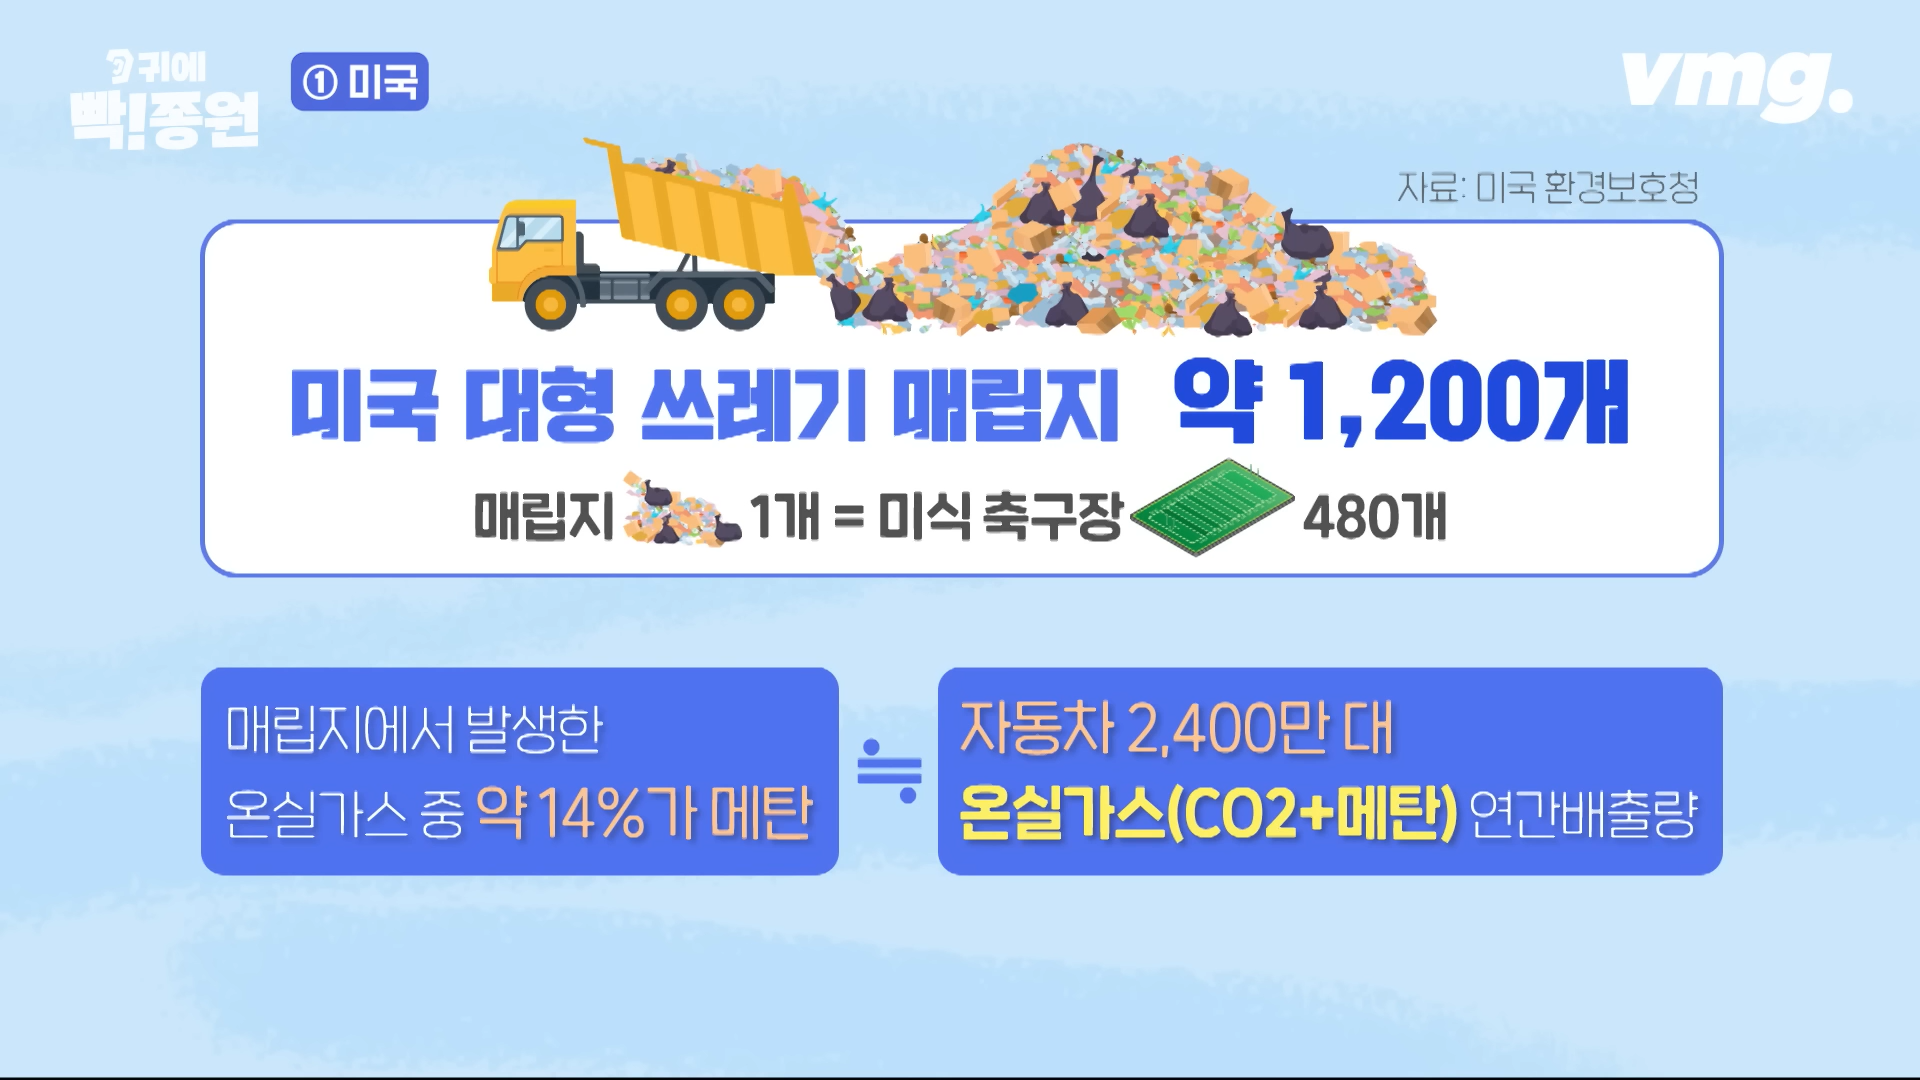 귀에
빡!종원
① 미국
vmg.
자료: 미국 환경보호청
미국 대형 쓰레기 매립지 약 1,200개
매립지 1개 = 미식 축구장 480개
매립지에서 발생한
온실가스 중 약 14%가 메탄
≒
자동차 2,400만 대
온실가스(CO2+메탄) 연간배출량